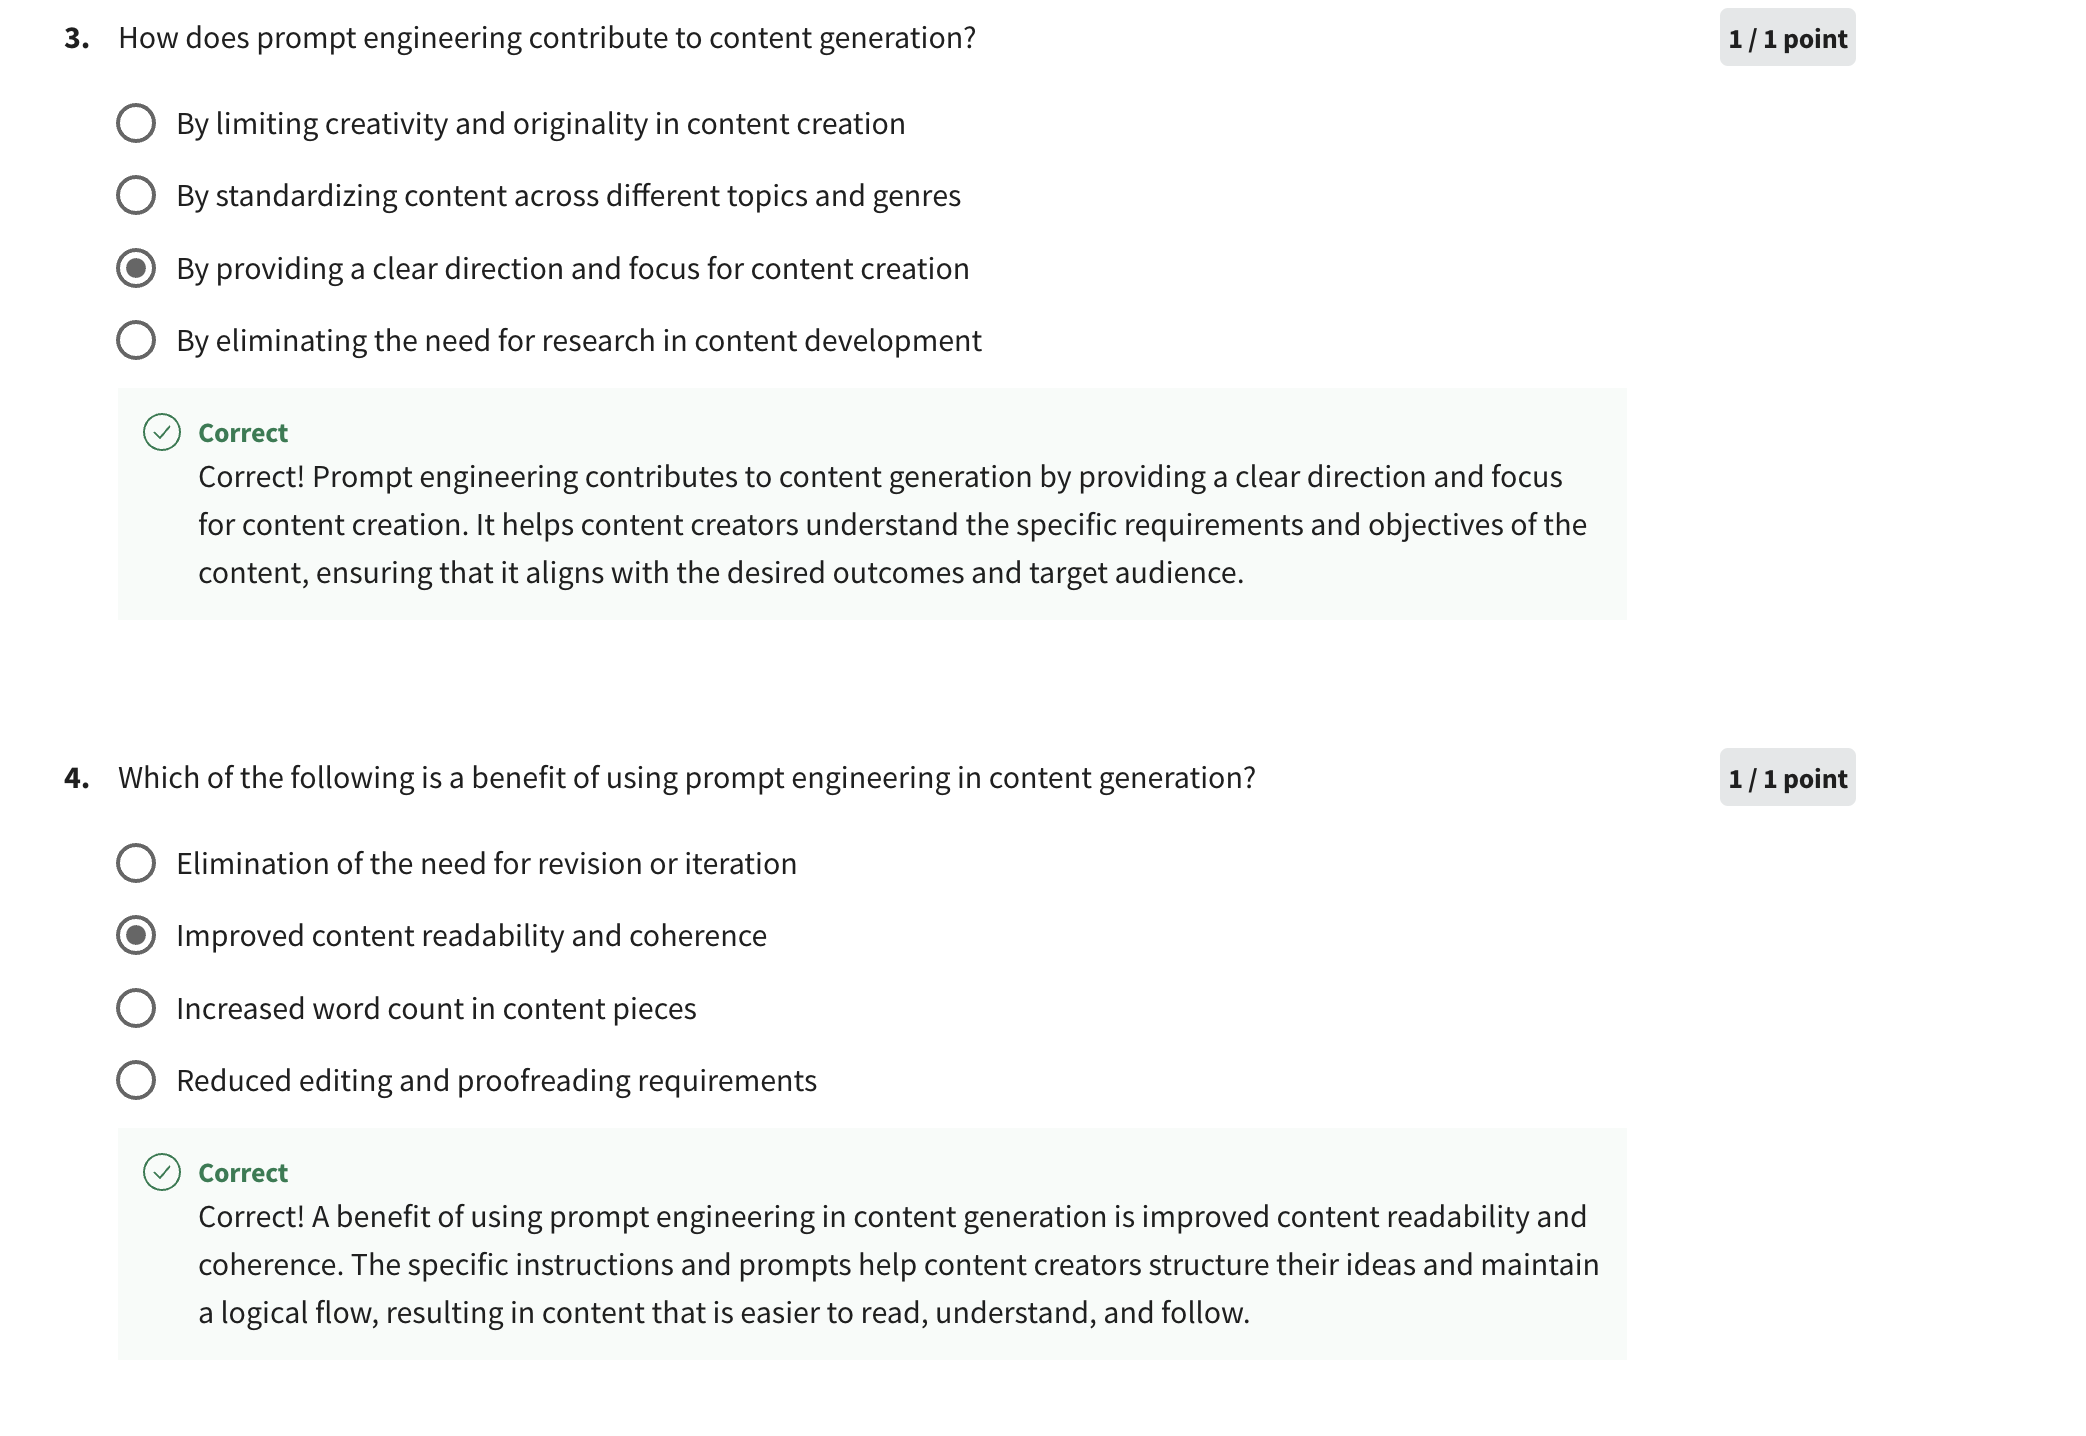 3. How does prompt engineering contribute to content generation?
1 / 1 point
By limiting creativity and originality in content creation
By standardizing content across different topics and genres
By providing a clear direction and focus for content creation
By eliminating the need for research in content development
Correct
Correct! Prompt engineering contributes to content generation by providing a clear direction and focus
for content creation. It helps content creators understand the specific requirements and objectives of the
content, ensuring that it aligns with the desired outcomes and target audience.
4. Which of the following is a benefit of using prompt engineering in content generation?
1 / 1 point
Elimination of the need for revision or iteration
Improved content readability and coherence
Increased word count in content pieces
Reduced editing and proofreading requirements
Correct
Correct! A benefit of using prompt engineering in content generation is improved content readability and
coherence. The specific instructions and prompts help content creators structure their ideas and maintain
a logical flow, resulting in content that is easier to read, understand, and follow.